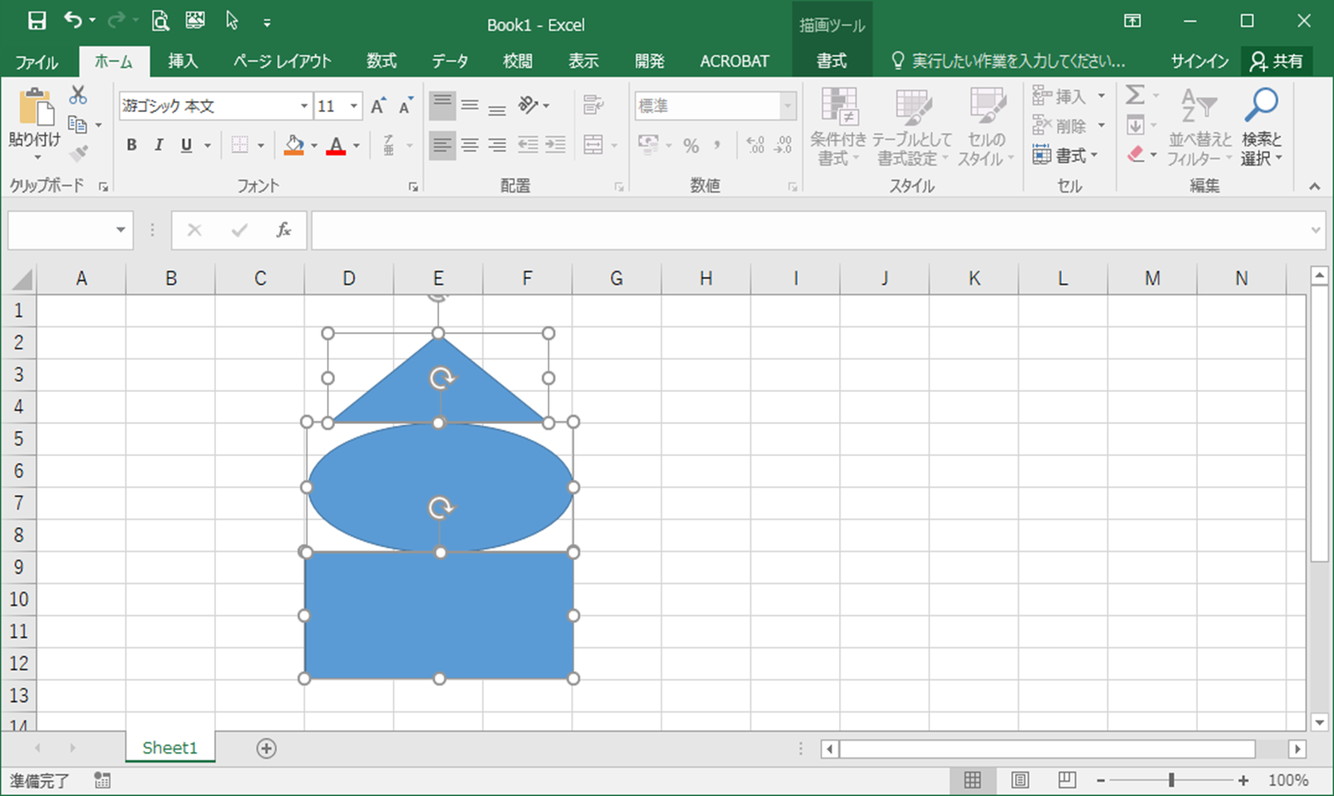 Book1 - Excel
描画ツール
ファイル ホーム 挿入 ページ レイアウト 数式 データ 校閲 表示 開発 ACROBAT 書式 実行したい作業を入力してください... サインイン 共有
貼り付け
クリップボード
游ゴシック 本文 11 A A
B I U A 亜
フォント
配置
標準
% , .0 .00
数値
条件付き書式 テーブルとして書式設定 セルのスタイル
スタイル
挿入
削除
書式
セル
Σ
並べ替えとフィルター 検索と選択
編集
fx
A B C D E F G H I J K L M N
1
2
3
4
5
6
7
8
9
10
11
12
13
14
Sheet1
準備完了 100%